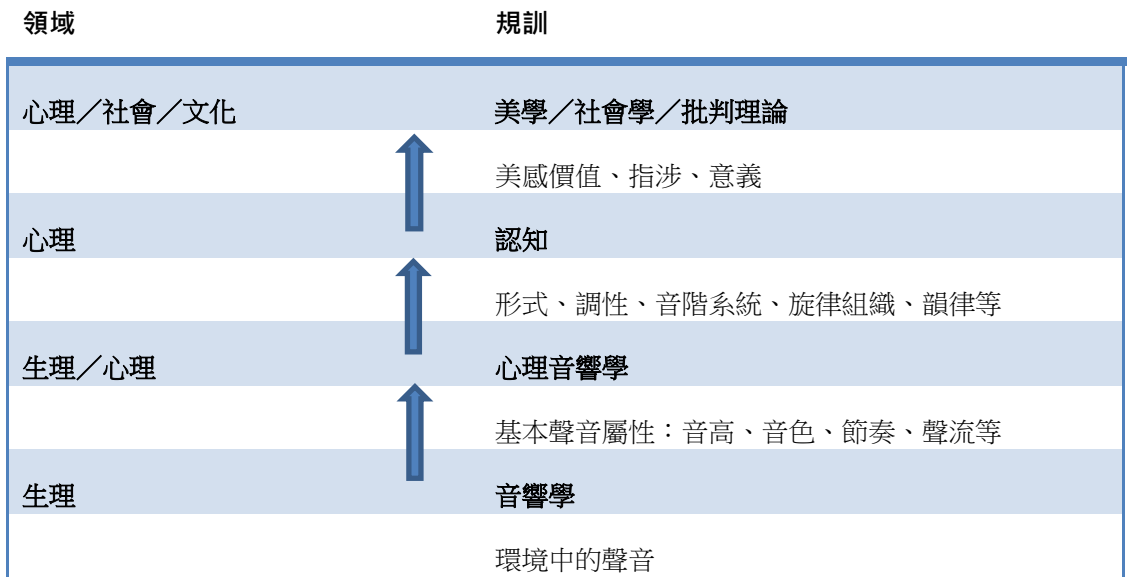 領域 規訓
心理／社會／文化 美學／社會學／批判理論
美感價值、指涉、意義
心理 認知
形式、調性、音階系統、旋律組織、韻律等
生理／心理 心理音響學
基本聲音屬性：音高、音色、節奏、聲流等
生理 音響學
環境中的聲音